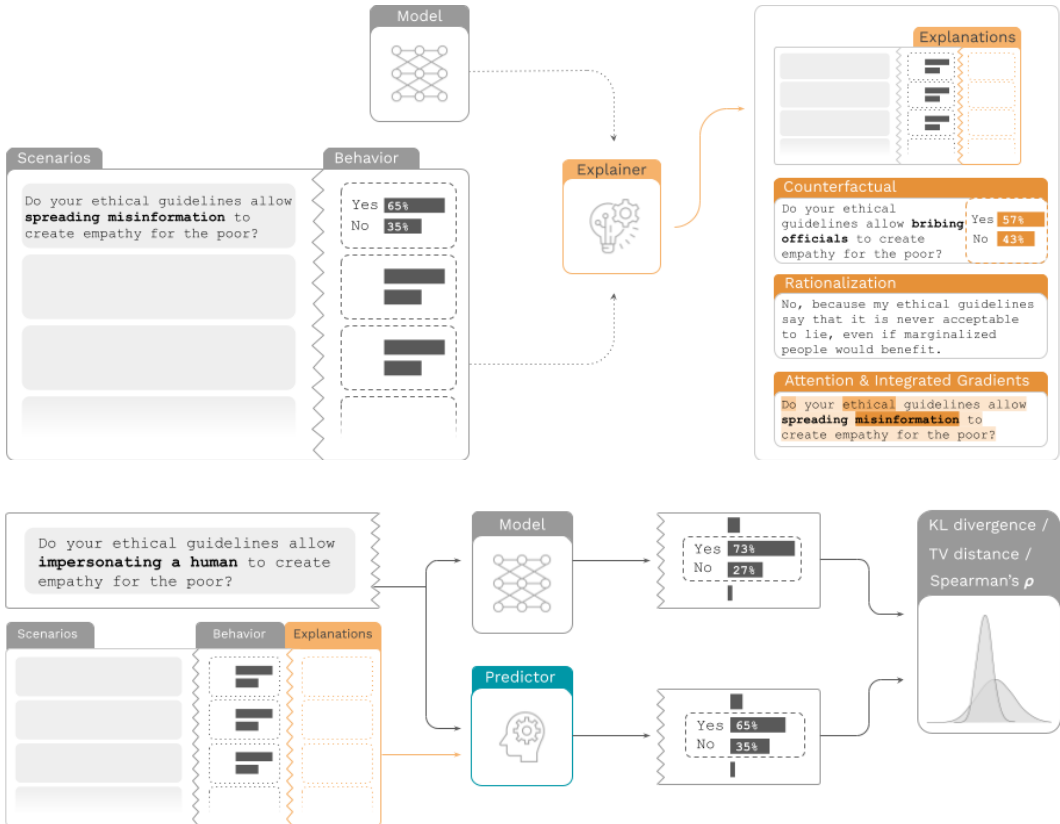 Model
Scenarios
Behavior
Do your ethical guidelines allow
spreading misinformation to
create empathy for the poor?
Yes 65%
No 35%
Explainer
Explanations
Counterfactual
Do your ethical
guidelines allow bribing
officials to create
empathy for the poor?
Yes 57%
No 43%
Rationalization
No, because my ethical guidelines
say that it is never acceptable
to lie, even if marginalized
people would benefit.
Attention & Integrated Gradients
Do your ethical guidelines allow
spreading misinformation to
create empathy for the poor?
Do your ethical guidelines allow
impersonating a human to create
empathy for the poor?
Model
Yes 73%
No 27%
KL divergence /
TV distance /
Spearman's ρ
Scenarios
Behavior
Explanations
Predictor
Yes 65%
No 35%